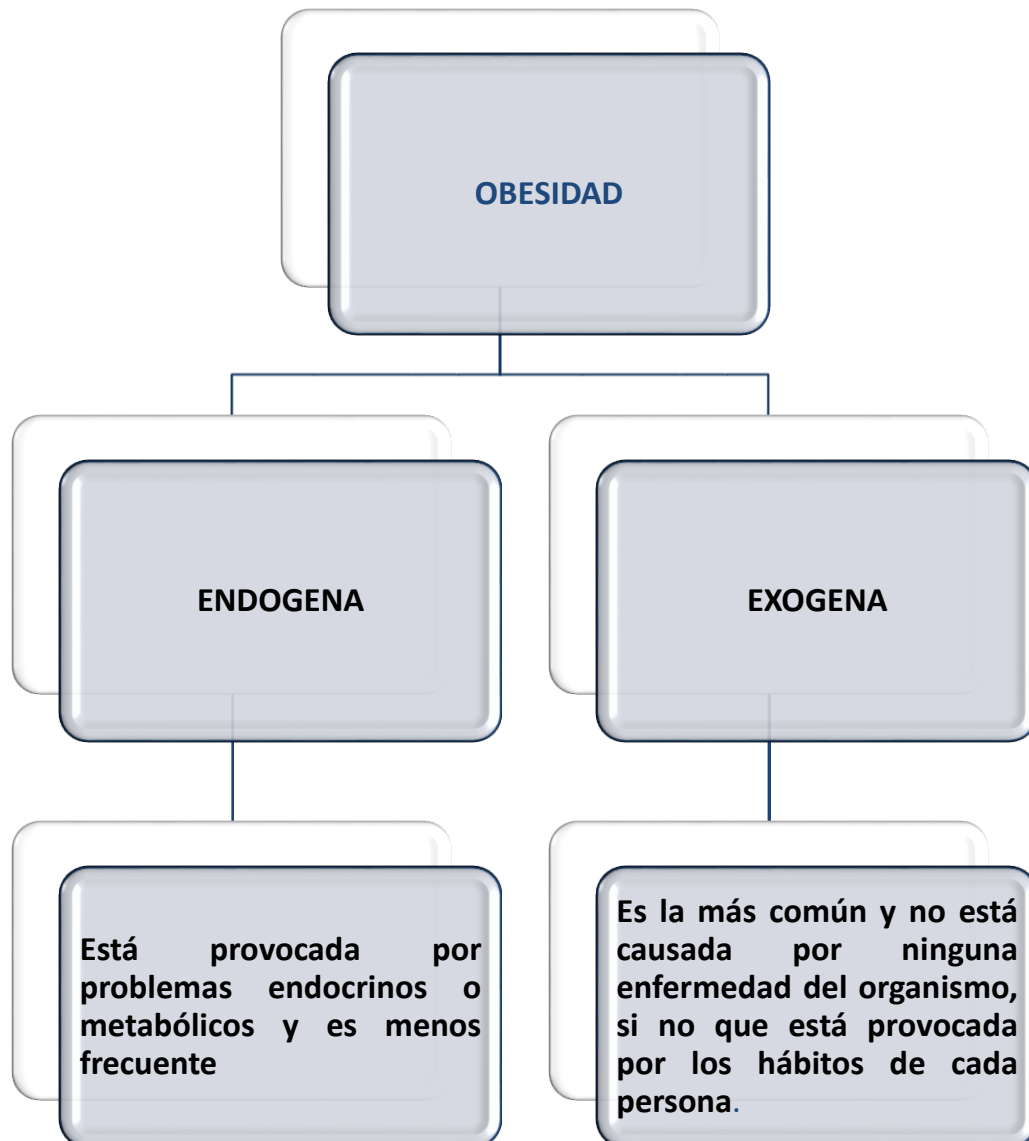 OBESIDAD
ENDOGENA
EXOGENA
Está provocada por
problemas endocrinos o
metabólicos y es menos
frecuente
Es la más común y no está
causada por ninguna
enfermedad del organismo,
si no que está provocada
por los hábitos de cada
persona.